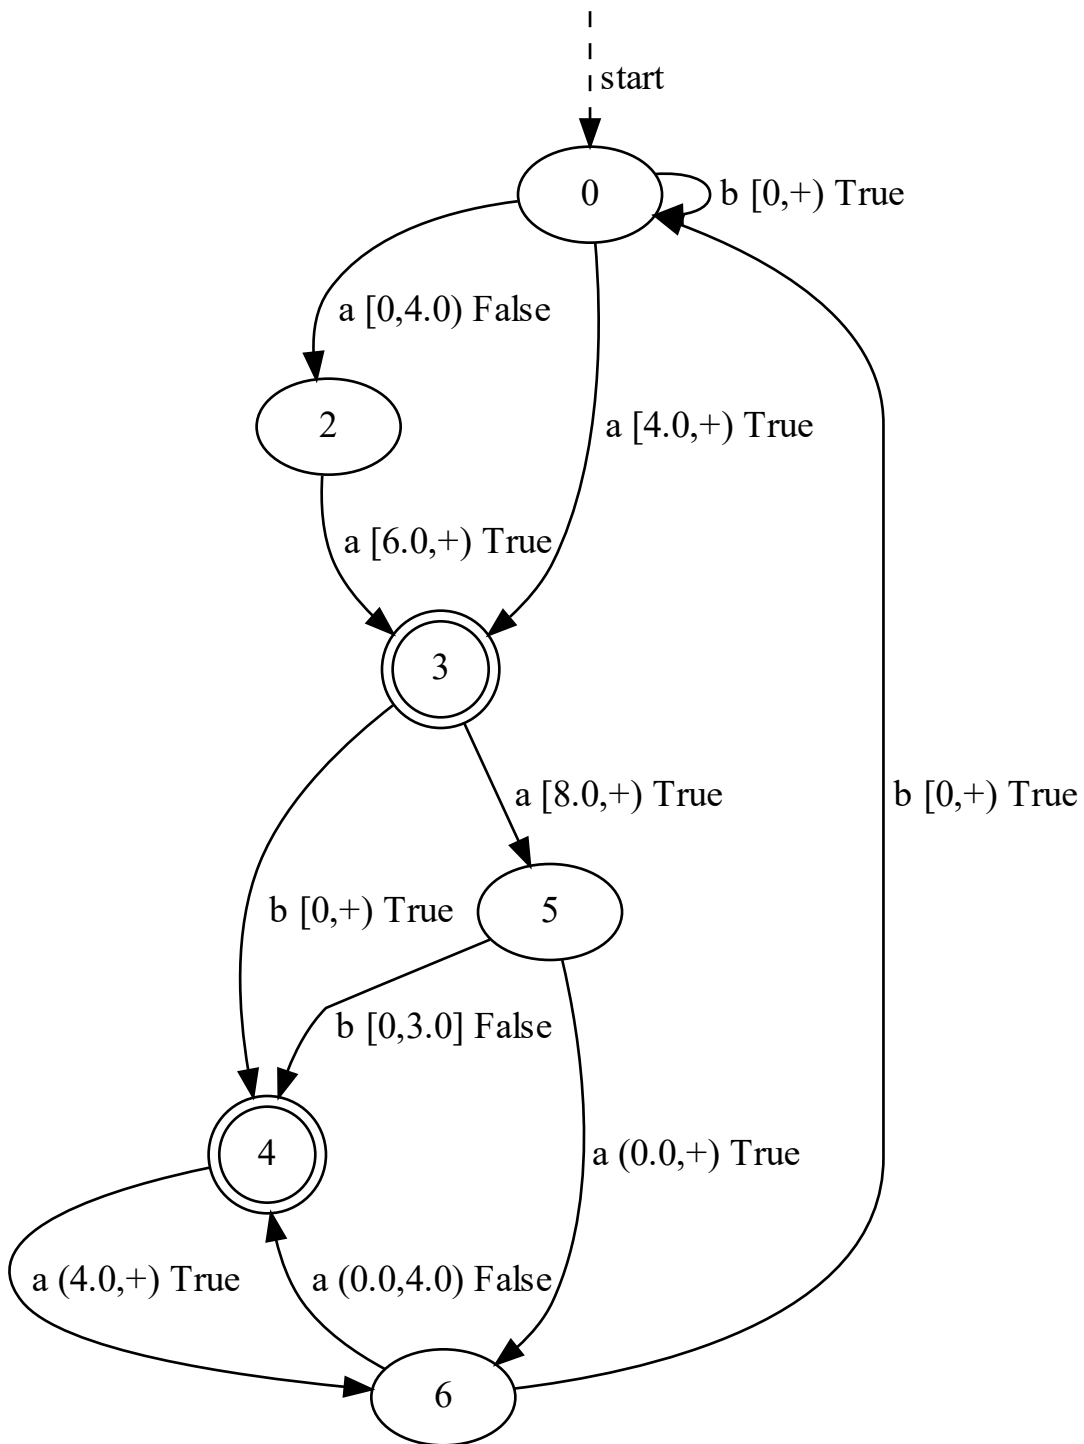 start
0
b [0,+) True
a [0,4.0) False
2
a [4.0,+) True
a [6.0,+) True
3
a [8.0,+) True
b [0,+) True
b [0,+) True
5
b [0,3.0] False
4
a (0.0,+) True
a (4.0,+) True
a (0.0,4.0) False
6